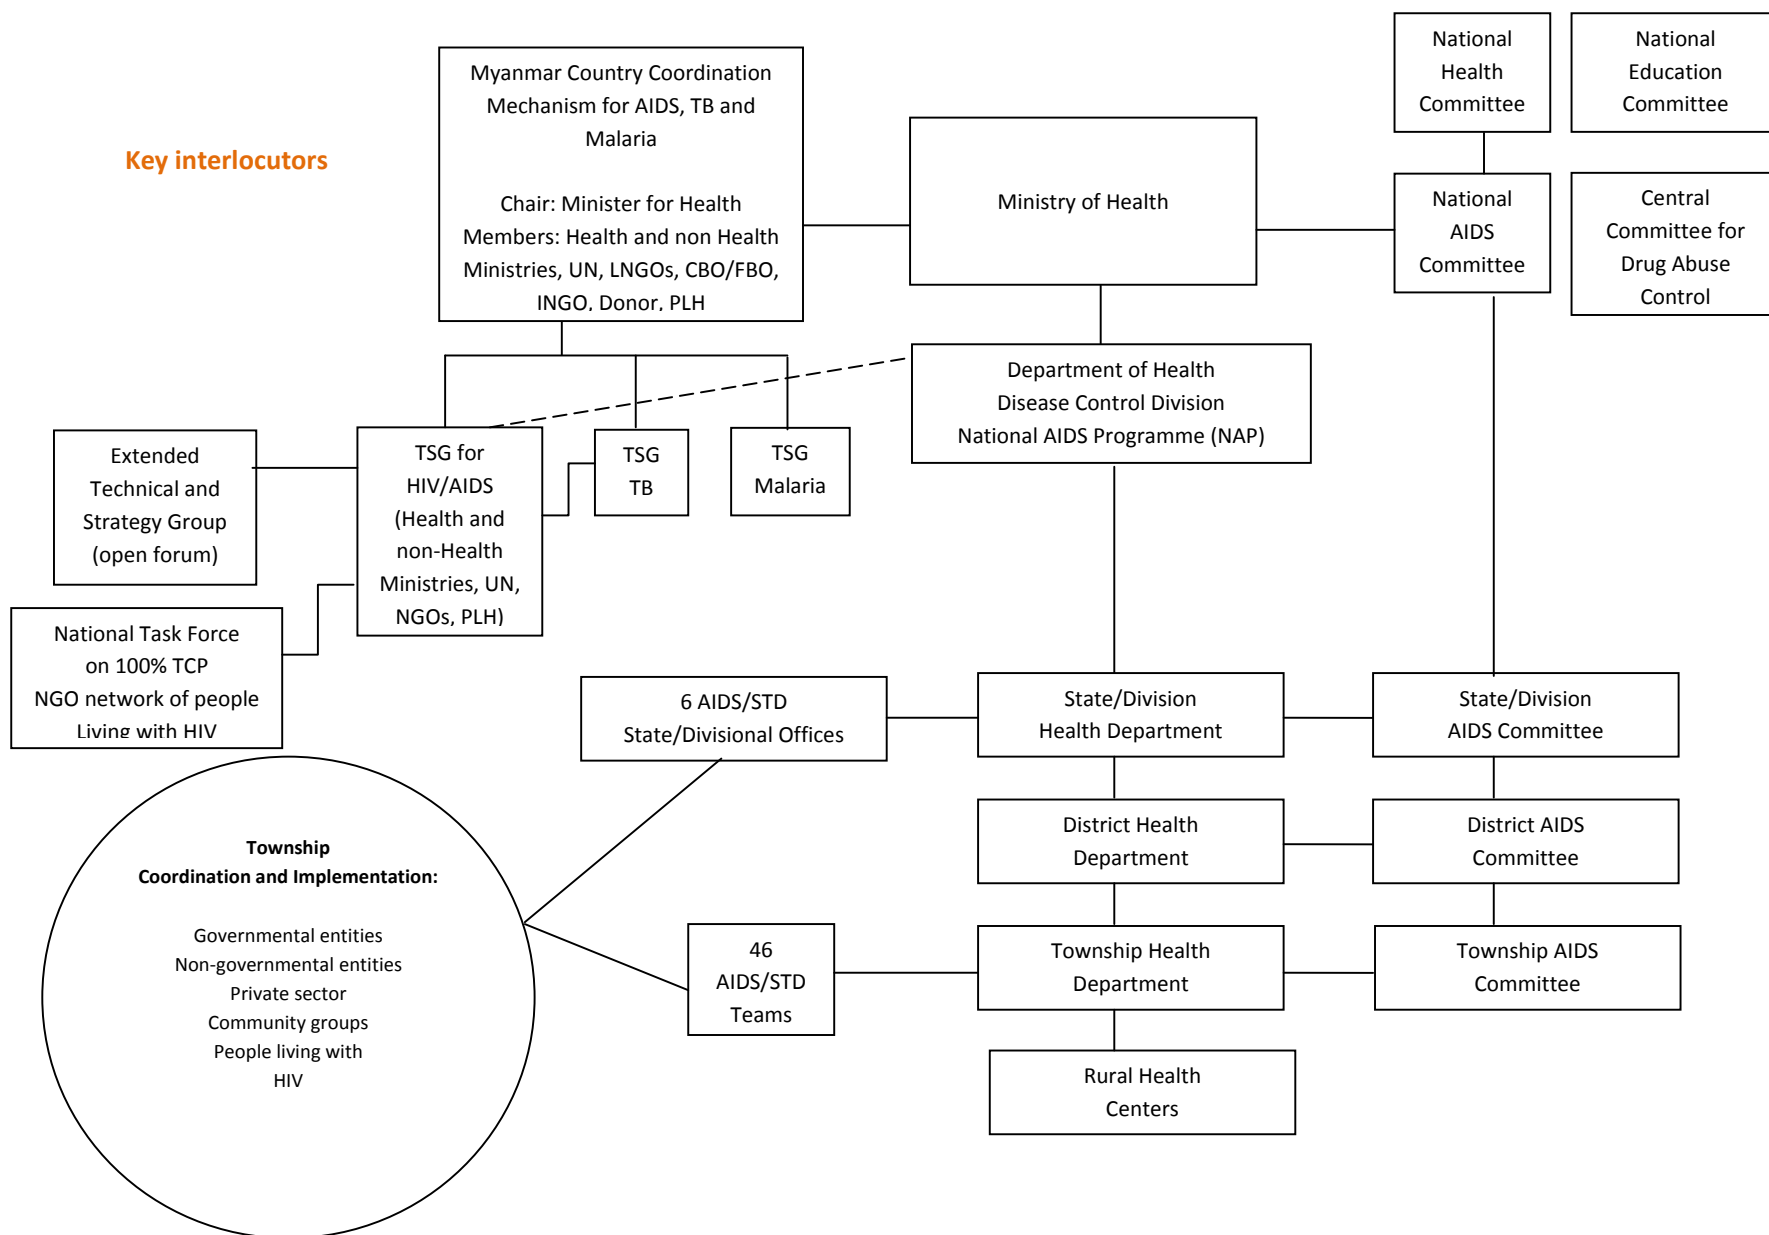 Key interlocutors
Myanmar Country Coordination
Mechanism for AIDS, TB and
Malaria
Chair: Minister for Health
Members: Health and non Health
Ministries, UN, LNGOs, CBO/FBO,
INGO, Donor, PLH
Ministry of Health
National
Health
Committee
National
Education
Committee
National
AIDS
Committee
Central
Committee for
Drug Abuse
Control
Department of Health
Disease Control Division
National AIDS Programme (NAP)
Extended
Technical and
Strategy Group
(open forum)
TSG for
HIV/AIDS
(Health and
non-Health
Ministries, UN,
NGOs, PLH)
TSG
TB
TSG
Malaria
National Task Force
on 100% TCP
NGO network of people
Living with HIV
6 AIDS/STD
State/Divisional Offices
State/Division
Health Department
State/Division
AIDS Committee
District Health
Department
District AIDS
Committee
Township
Coordination and Implementation:
Governmental entities
Non-governmental entities
Private sector
Community groups
People living with
HIV
46
AIDS/STD
Teams
Township Health
Department
Township AIDS
Committee
Rural Health
Centers